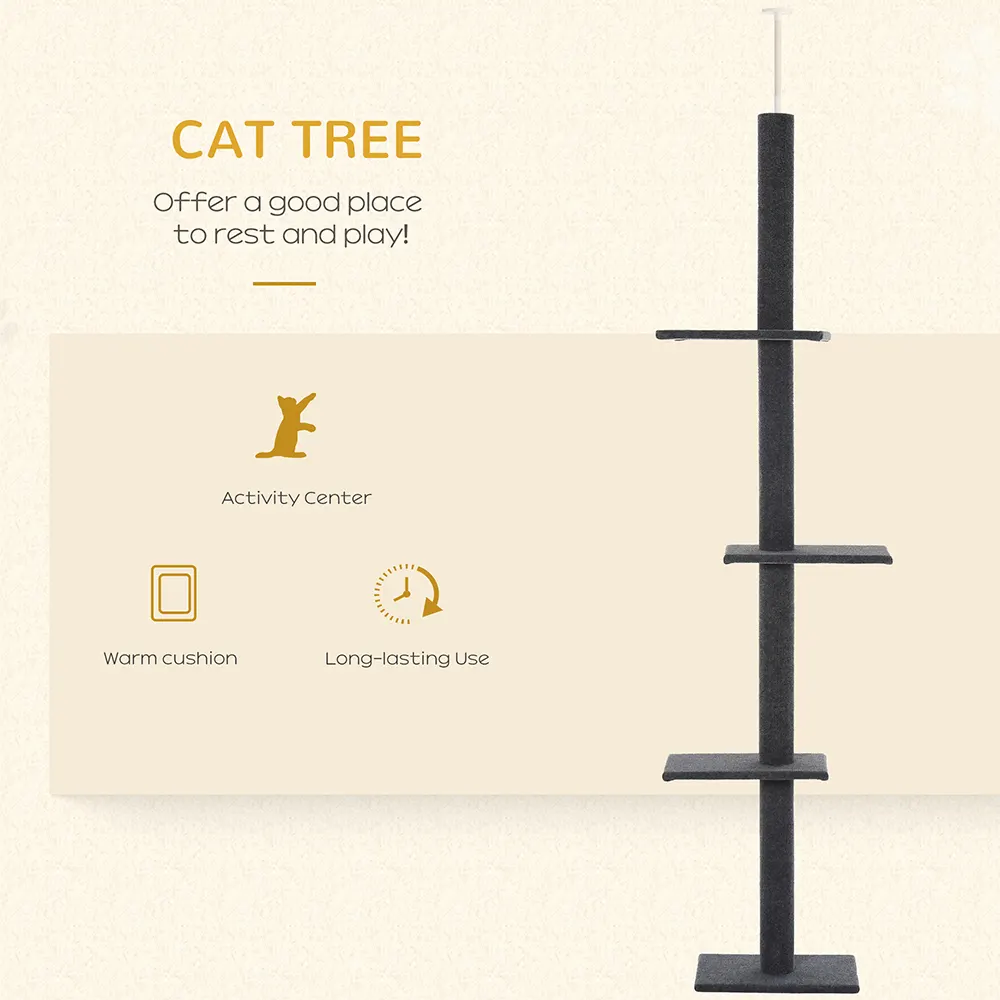 CAT TREE
Offer a good place
to rest and play!
Activity Center
Warm cushion
Long-lasting Use